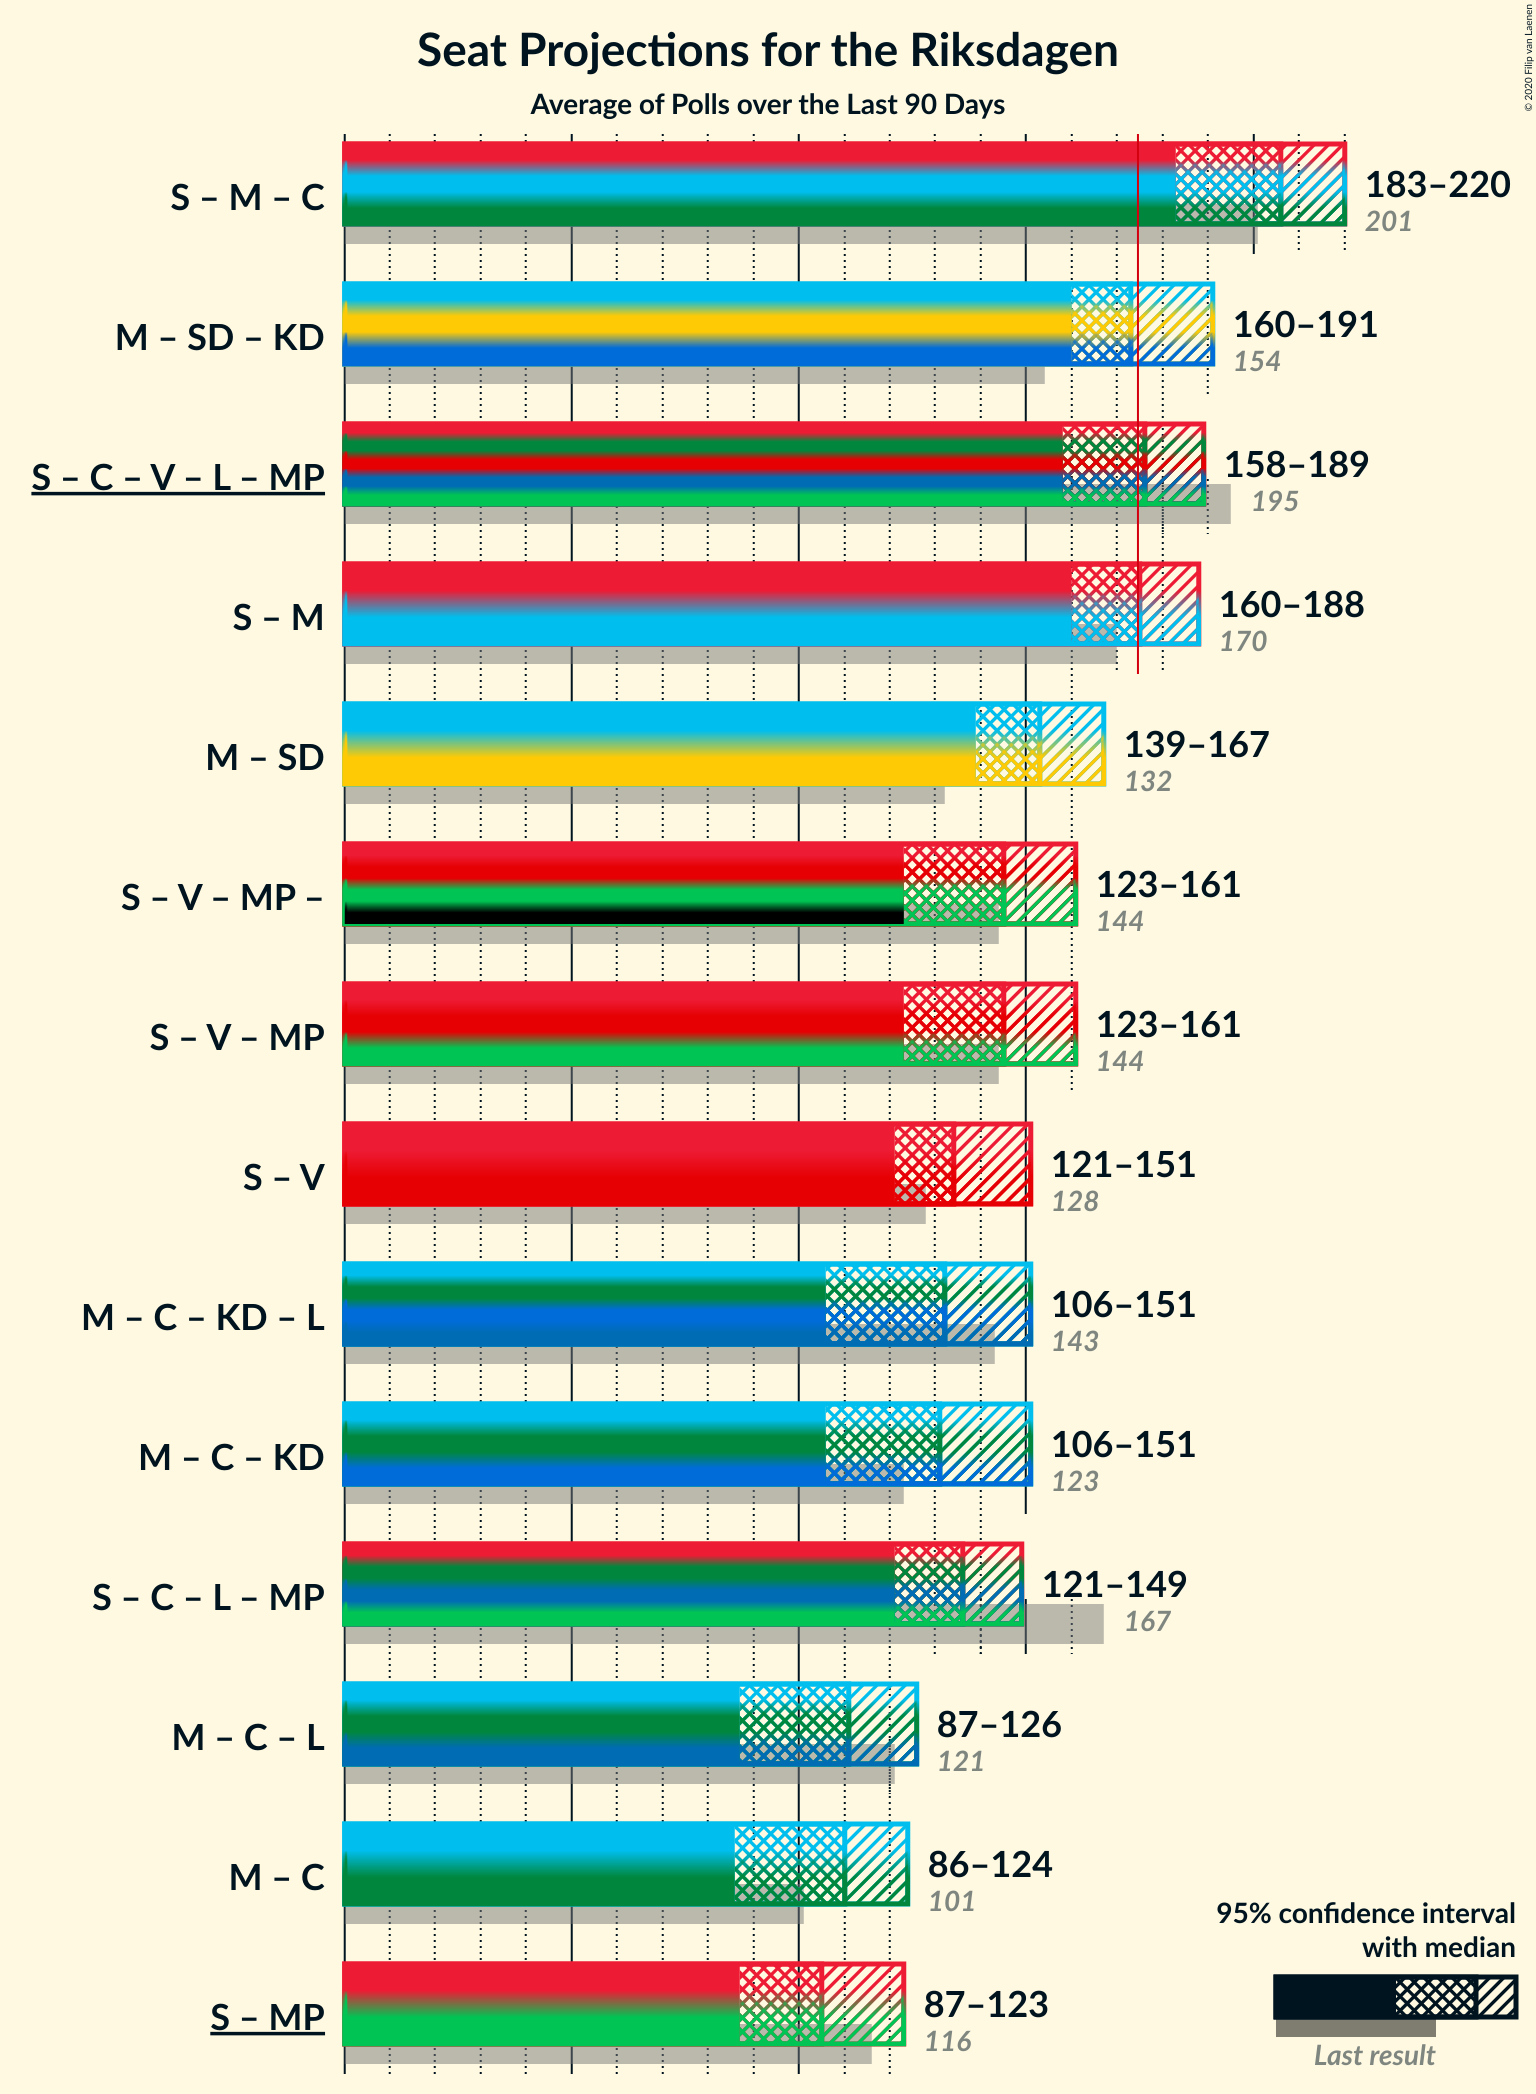 Seat Projections for the Riksdagen
Average of Polls over the Last 90 Days
© 2020 Filip van Laenen
S – M – C
183–220
201
M – SD – KD
160–191
154
S – C – V – L – MP
158–189
195
S – M
160–188
170
M – SD
139–167
132
S – V – MP –
123–161
144
S – V – MP
123–161
144
S – V
121–151
128
M – C – KD – L
106–151
143
M – C – KD
106–151
123
S – C – L – MP
121–149
167
M – C – L
87–126
121
M – C
86–124
101
S – MP
87–123
116
95% confidence interval
with median
Last result